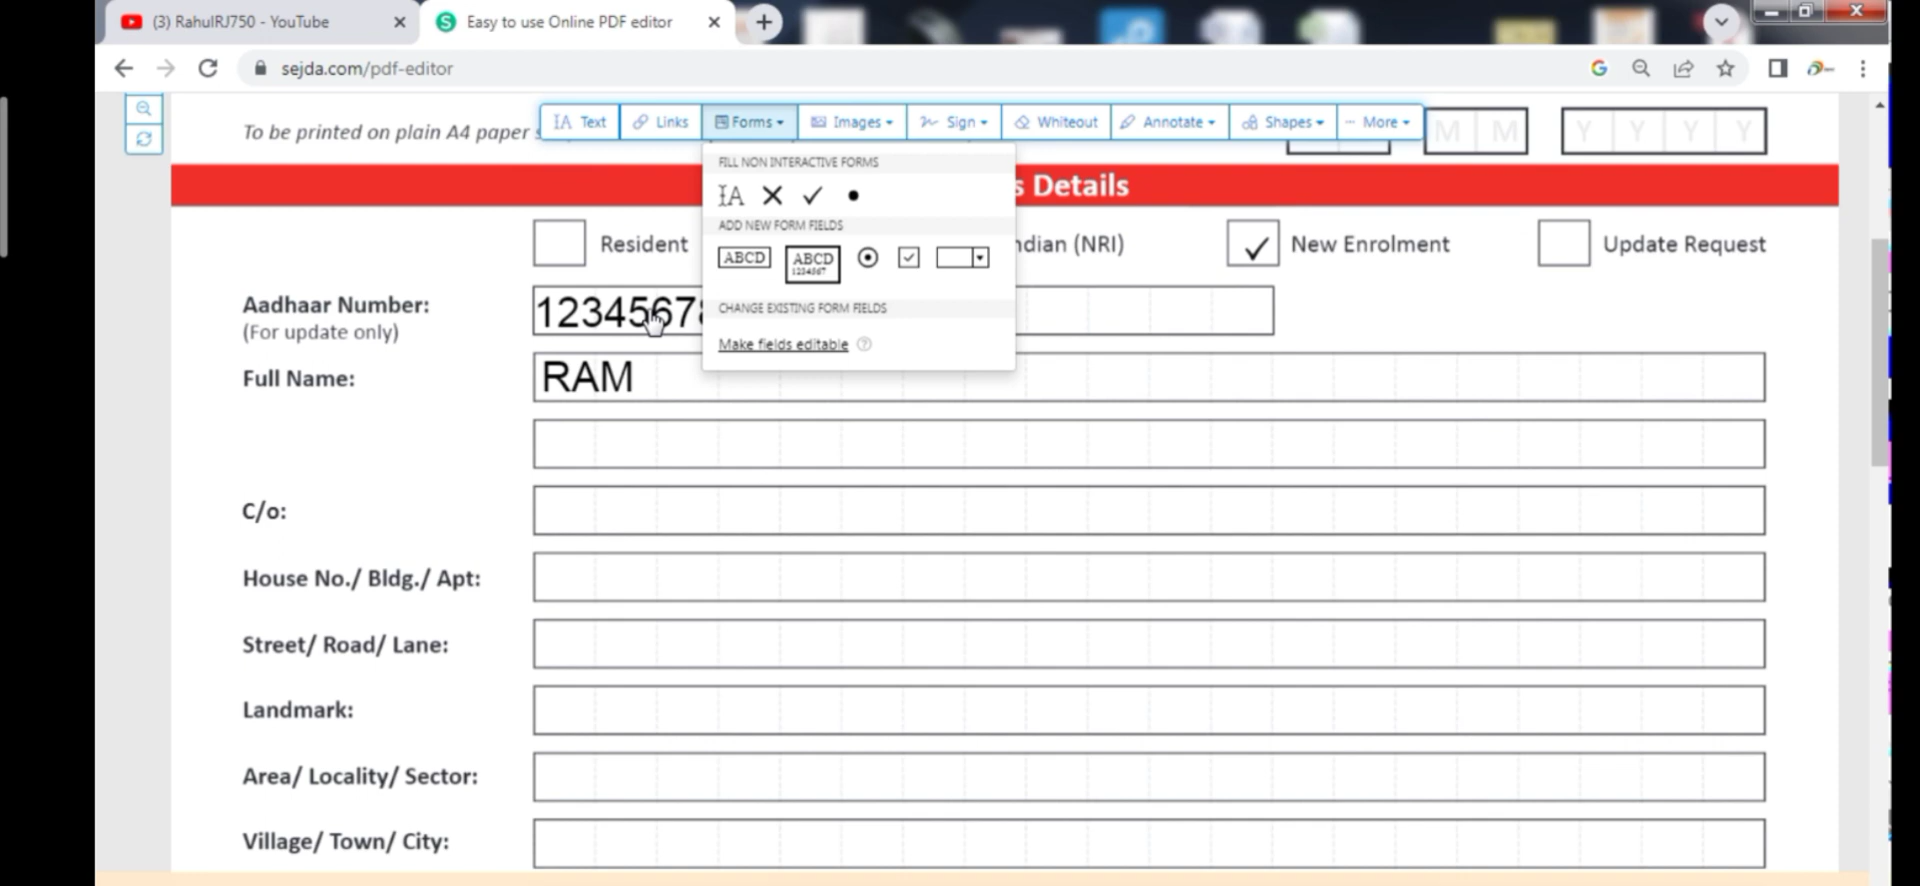 (3) RahulRJ750 - YouTube
Easy to use Online PDF editor
sejda.com/pdf-editor
To be printed on plain A4 paper
Text
Links
Forms
Images
Sign
Whiteout
Annotate
Shapes
More
M M
Y Y Y Y
FILL NON INTERACTIVE FORMS
ADD NEW FORM FIELDS
ABCD
ABCD
1234567
CHANGE EXISTING FORM FIELDS
Make fields editable
Details
Resident
(NRI)
New Enrolment
Update Request
Aadhaar Number:
(For update only)
1234567
Full Name:
RAM
C/o:
House No./ Bldg./ Apt:
Street/ Road/ Lane:
Landmark:
Area/ Locality/ Sector:
Village/ Town/ City: